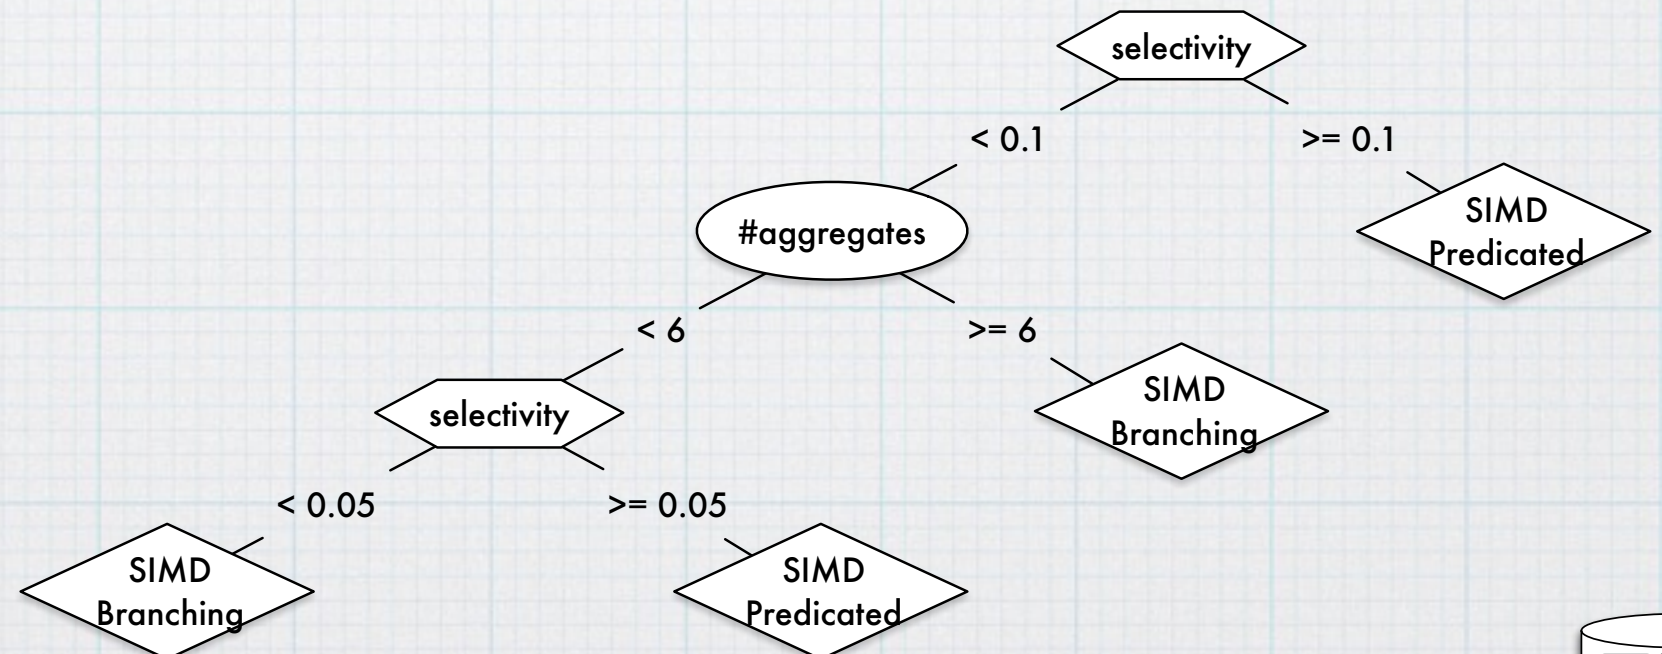 selectivity
< 0.1
>= 0.1
SIMD
Predicated
#aggregates
< 6
>= 6
SIMD
Branching
selectivity
< 0.05
>= 0.05
SIMD
Branching
SIMD
Predicated